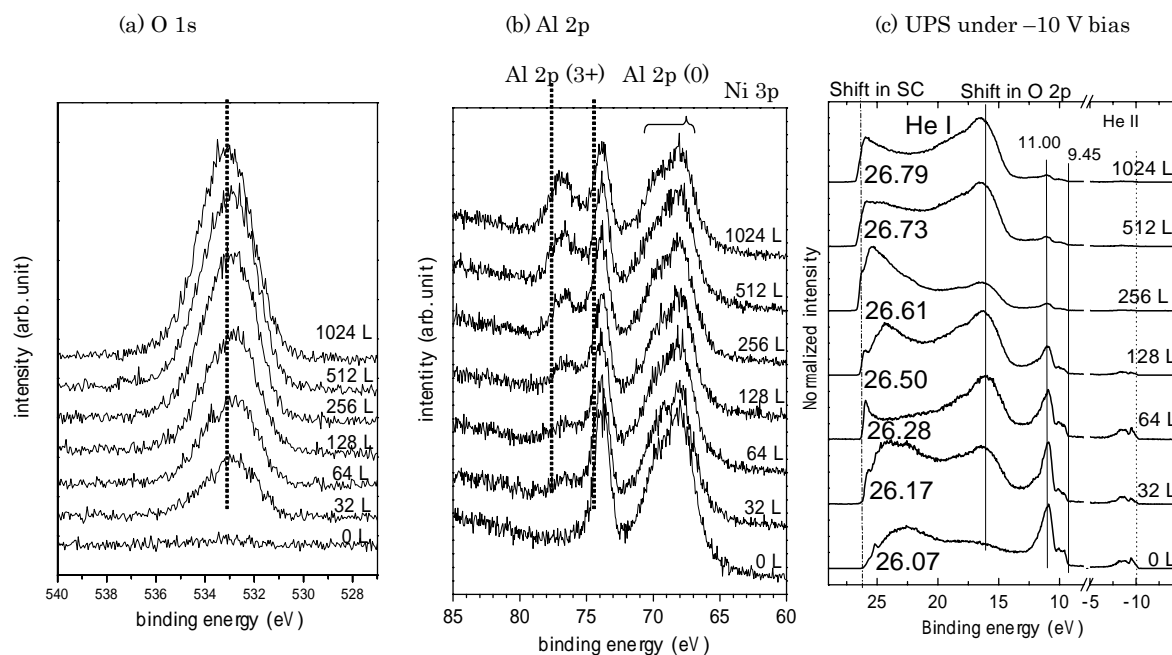 (a) O 1s
(b) Al 2p
(c) UPS under –10 V bias
intensity (arb. unit)
1024 L
512 L
256 L
128 L
64 L
32 L
0 L
540 538 536 534 532 530 528
binding energy (eV)
Al 2p (3+) Al 2p (0)
Ni 3p
intentity (arb. unit)
1024 L
512 L
256 L
128 L
64 L
32 L
0 L
85 80 75 70 65 60
binding energy (eV)
Shift in SC Shift in O 2p
He I
He II
11.00
9.45
Normalized intensity
26.79
1024 L
26.73
512 L
26.61
256 L
26.50
128 L
26.28
64 L
26.17
32 L
26.07
0 L
25 20 15 10 -5 -10
Binding energy (eV)